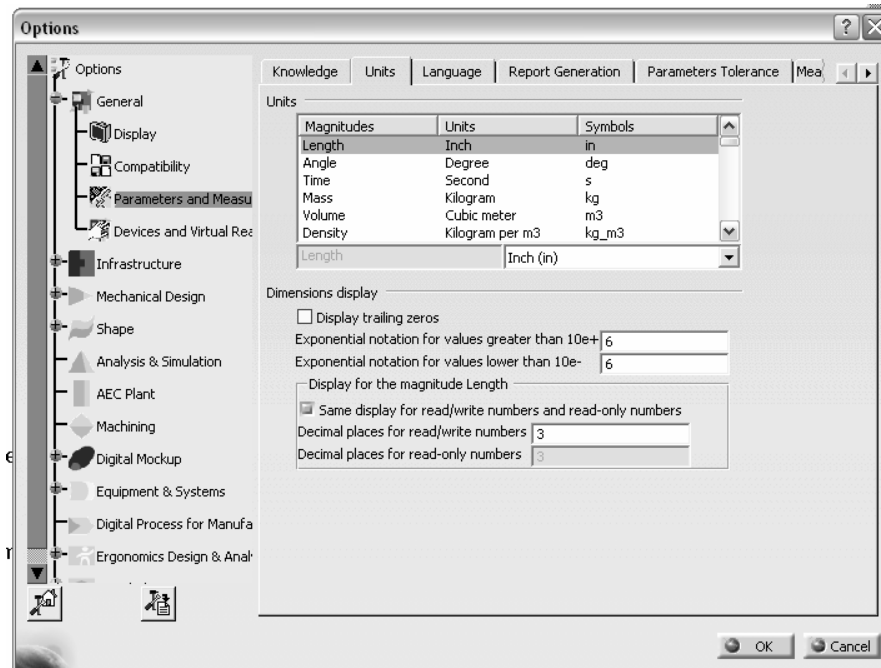 Options
Options
General
Display
Compatibility
Parameters and Measu
Devices and Virtual Rea
Infrastructure
Mechanical Design
Shape
Analysis & Simulation
AEC Plant
Machining
Digital Mockup
Equipment & Systems
Digital Process for Manufa
Ergonomics Design & Anal
Knowledge Units Language Report Generation Parameters Tolerance Mea
Units
Magnitudes Units Symbols
Length Inch in
Angle Degree deg
Time Second s
Mass Kilogram kg
Volume Cubic meter m3
Density Kilogram per m3 kg_m3
Length Inch (in)
Dimensions display
Display trailing zeros
Exponential notation for values greater than 10e+ 6
Exponential notation for values lower than 10e- 6
Display for the magnitude Length
Same display for read/write numbers and read-only numbers
Decimal places for read/write numbers 3
Decimal places for read-only numbers 3
OK Cancel